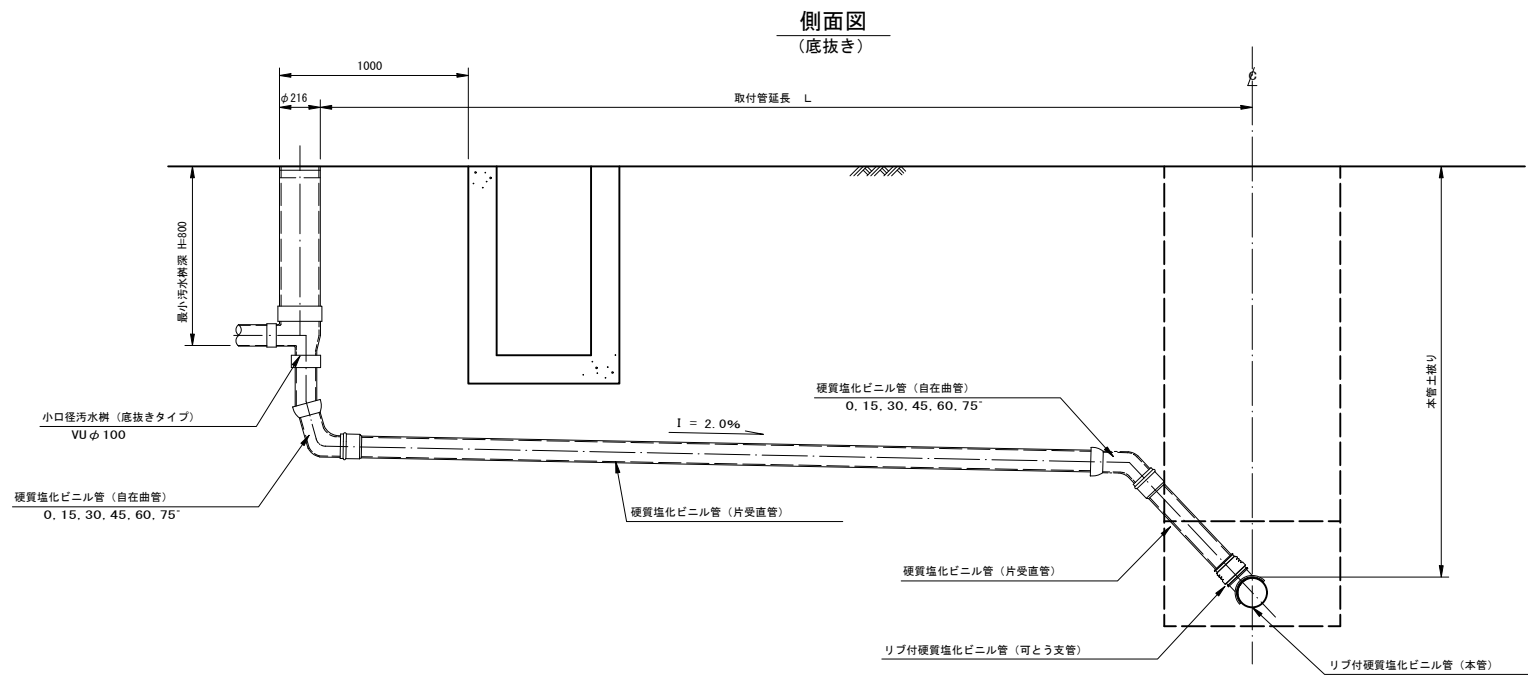 側面図
(底抜き)
1000
φ216
取付管延長 L
℄
最小汚水桝深 H=800
本管土被り
硬質塩化ビニル管(自在曲管)
0, 15, 30, 45, 60, 75°
小口径汚水桝(底抜きタイプ)
VUφ100
I = 2.0%
硬質塩化ビニル管(自在曲管)
0, 15, 30, 45, 60, 75°
硬質塩化ビニル管(片受直管)
硬質塩化ビニル管(片受直管)
リブ付硬質塩化ビニル管(可とう支管)
リブ付硬質塩化ビニル管(本管)